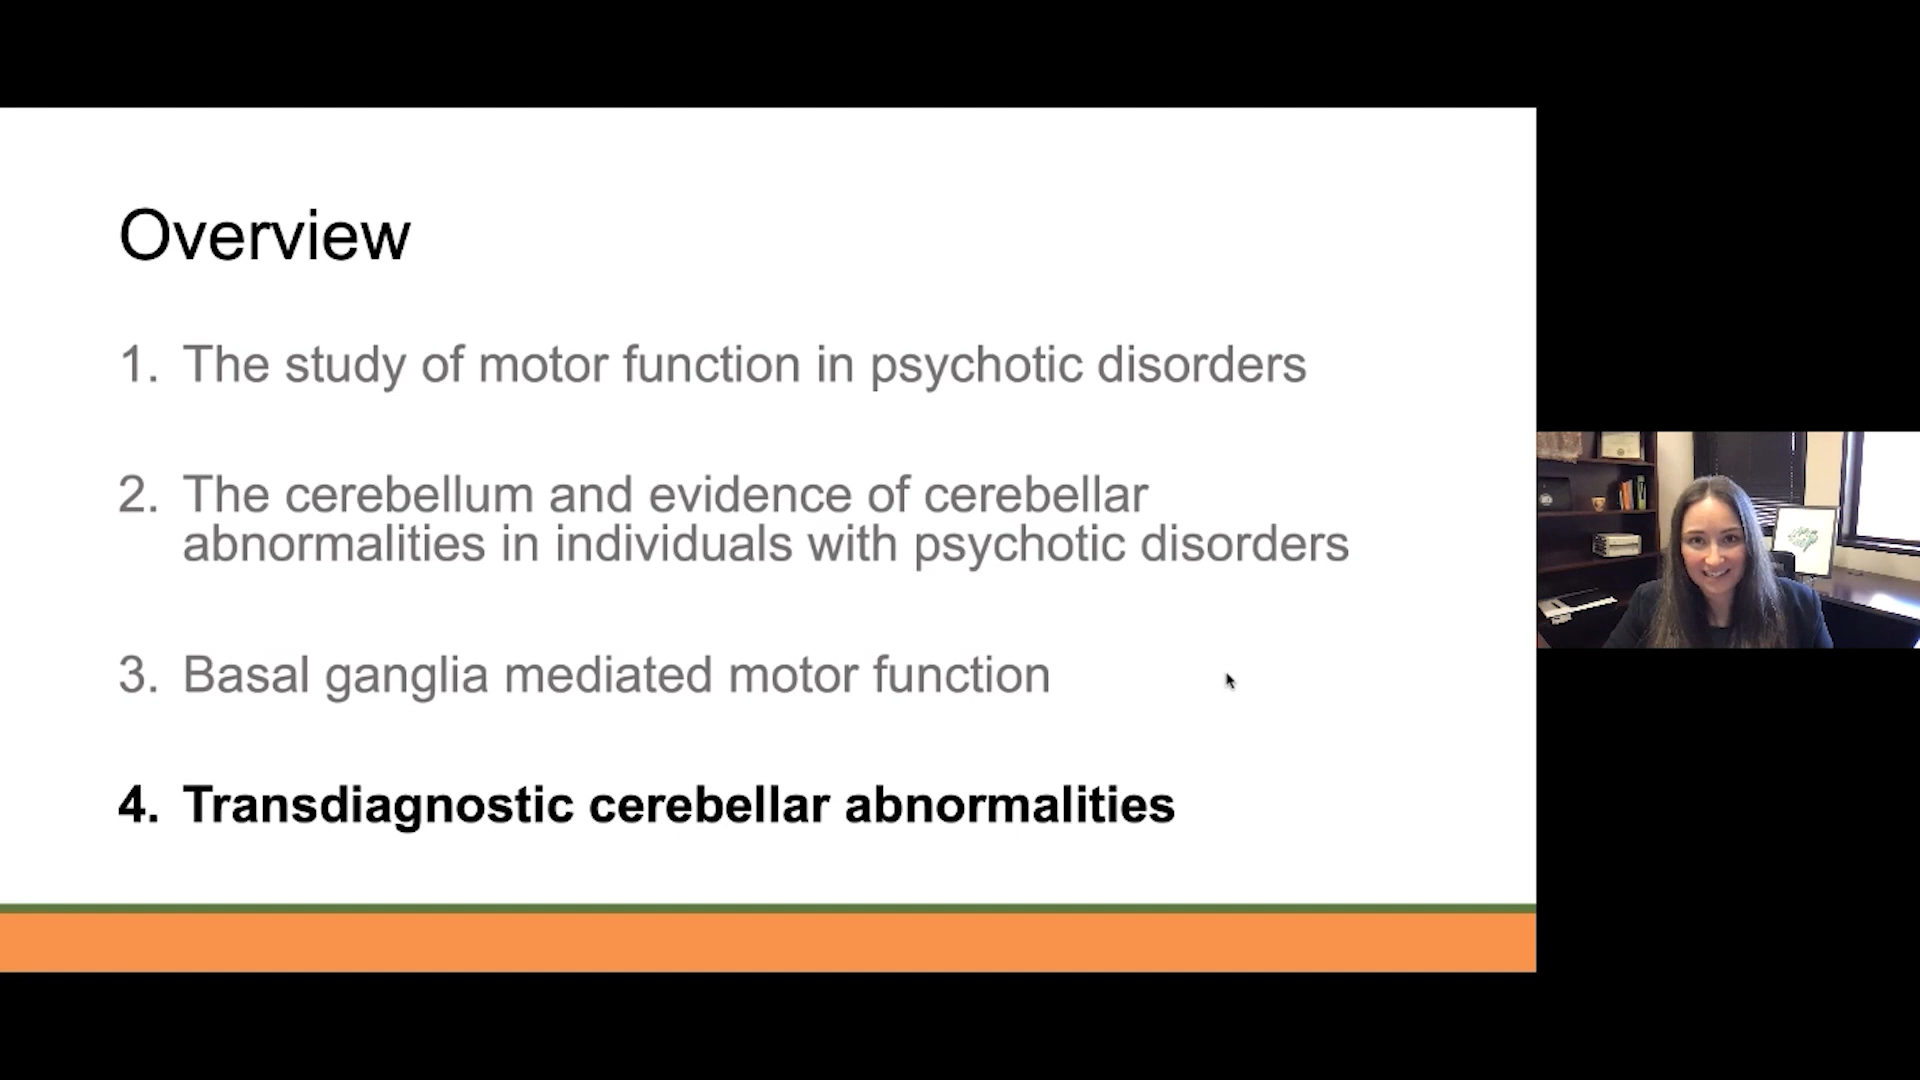 Overview
1. The study of motor function in psychotic disorders
2. The cerebellum and evidence of cerebellar
abnormalities in individuals with psychotic disorders
3. Basal ganglia mediated motor function
4. Transdiagnostic cerebellar abnormalities